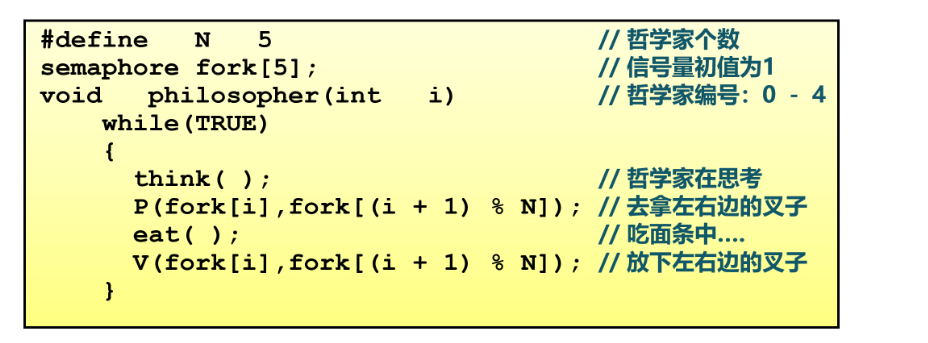 #define N 5 // 哲学家个数
semaphore fork[5]; // 信号量初值为1
void philosopher(int i) // 哲学家编号：0 - 4
while(TRUE)
{
think( ); // 哲学家在思考
P(fork[i],fork[(i + 1) % N]); // 去拿左右边的叉子
eat( ); // 吃面条中....
V(fork[i],fork[(i + 1) % N]); // 放下左右边的叉子
}